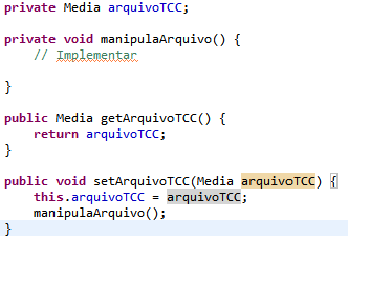 private Media arquivoTCC;
private void manipulaArquivo() {
// Implementar
}
public Media getArquivoTCC() {
return arquivoTCC;
}
public void setArquivoTCC(Media arquivoTCC) {
this.arquivoTCC = arquivoTCC;
manipulaArquivo();
}